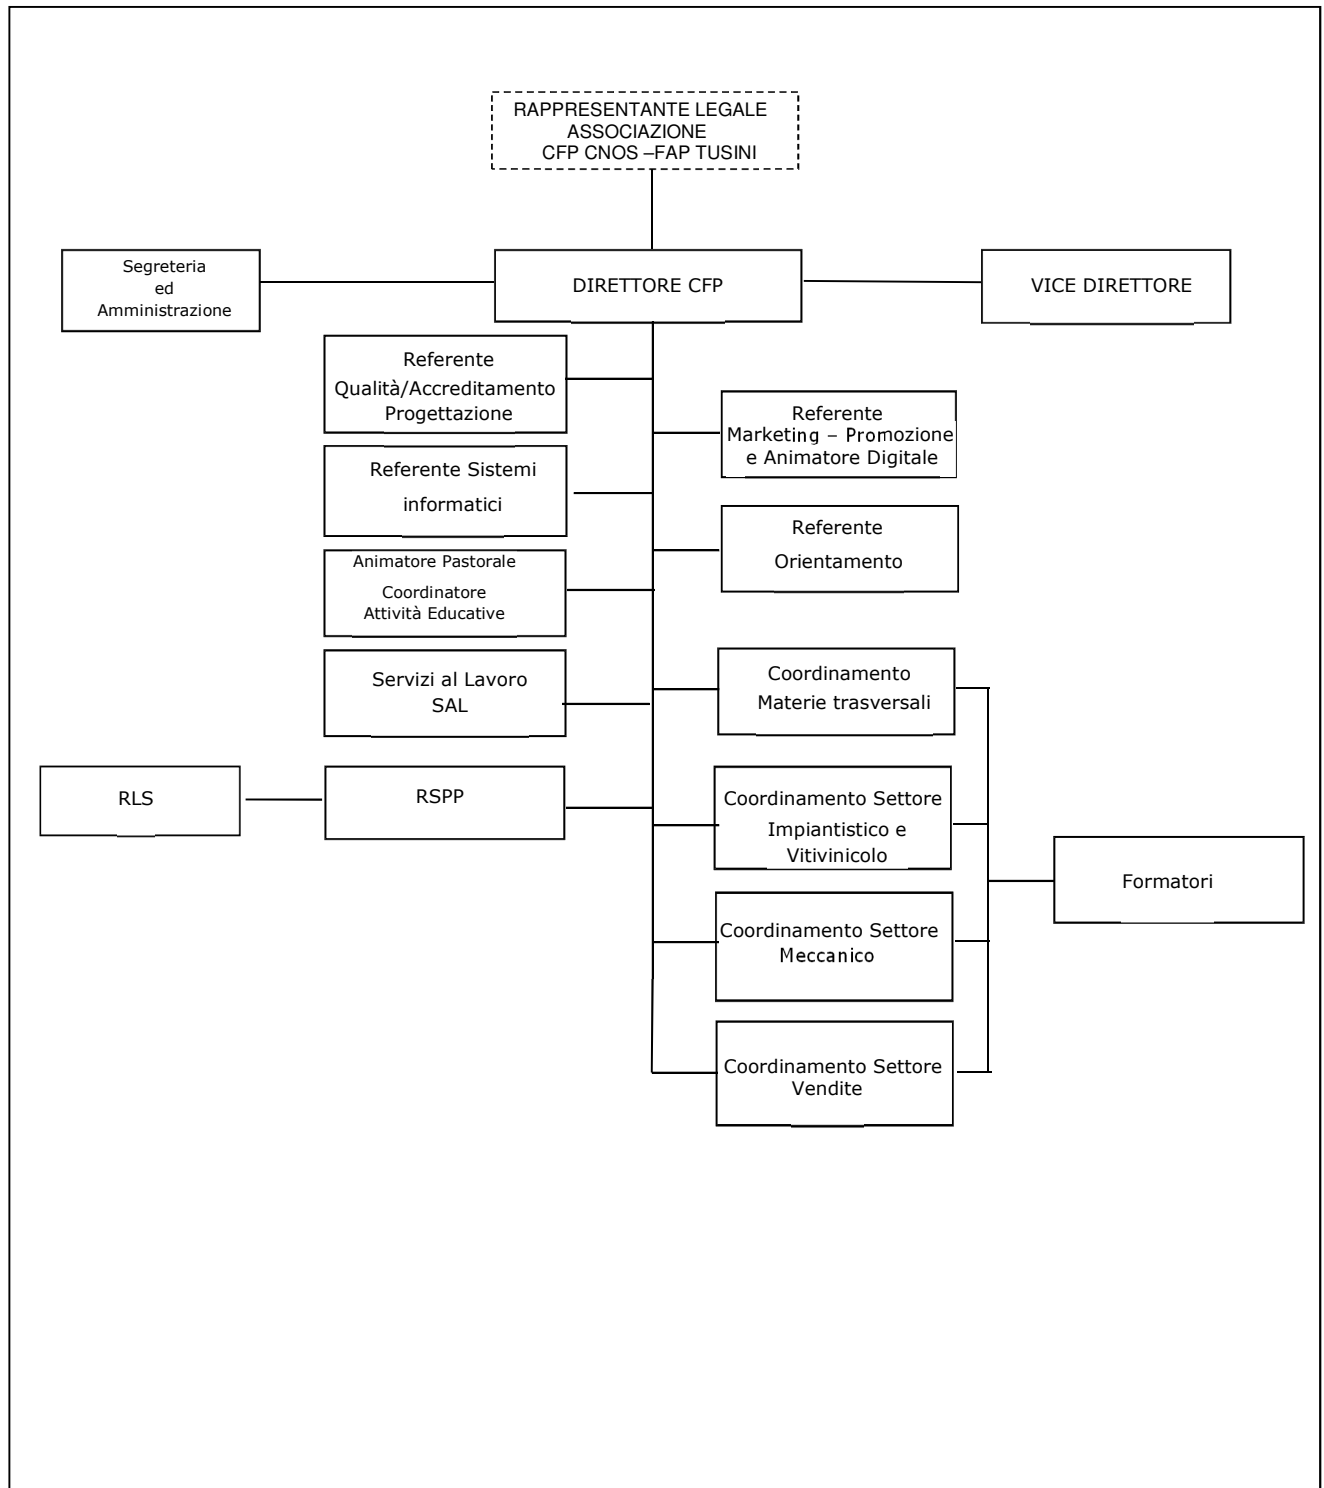 RAPPRESENTANTE LEGALE
ASSOCIAZIONE
CFP CNOS –FAP TUSINI
Segreteria
ed
Amministrazione
DIRETTORE CFP
VICE DIRETTORE
Referente
Qualità/Accreditamento
Progettazione
Referente
Marketing – Promozione
e Animatore Digitale
Referente Sistemi
informatici
Referente
Orientamento
Animatore Pastorale
Coordinatore
Attività Educative
Servizi al Lavoro
SAL
Coordinamento
Materie trasversali
RLS
RSPP
Coordinamento Settore
Impiantistico e
Vitivinicolo
Formatori
Coordinamento Settore
Meccanico
Coordinamento Settore
Vendite